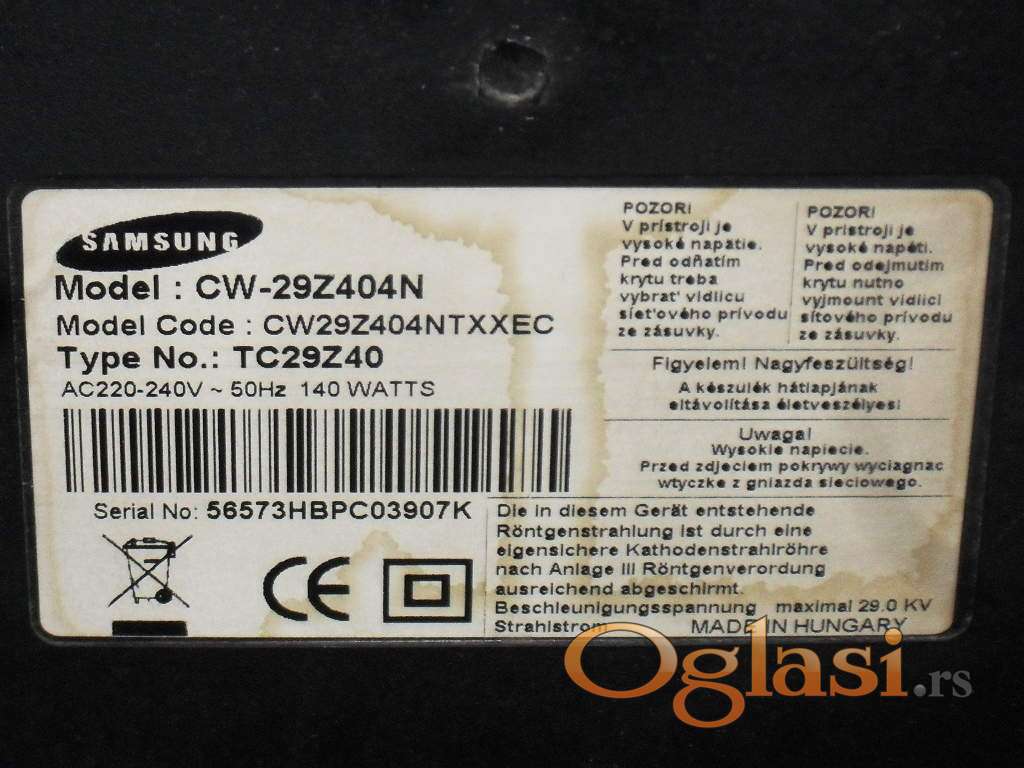 SAMSUNG
Model : CW-29Z404N
Model Code : CW29Z404NTXXEC
Type No.: TC29Z40
AC220-240V ~ 50Hz 140 WATTS
Serial No: 56573HBPC03907K
POZOR!
V prístroji je
vysoké napätie.
Pred odňatím
krytu treba
vybrat' vidlicu
siet'ového prívodu
ze zásuvky.
POZOR!
V přístroji je
vysoké napětí.
Před odejmutím
krytu nutno
vyjmount vidlici
síťového přívodu
ze zásuvky.
Figyelem! Nagyfeszültség!
A készülék hátlapjának
eltávolítása életveszélyes!
Uwaga!
Wysokie napiecie.
Przed zdjeciem pokrywy wyciagnac
wtyczke z gniazda sieciowego.
Die in diesem Gerät entstehende
Röntgenstrahlung ist durch eine
eigensichere Kathodenstrahlröhre
nach Anlage III Röntgenverordung
ausreichend abgeschirmt.
Beschleunigungsspannung maximal 29.0 KV
Strahlstrom MADE IN HUNGARY
CE
Oglasi.rs